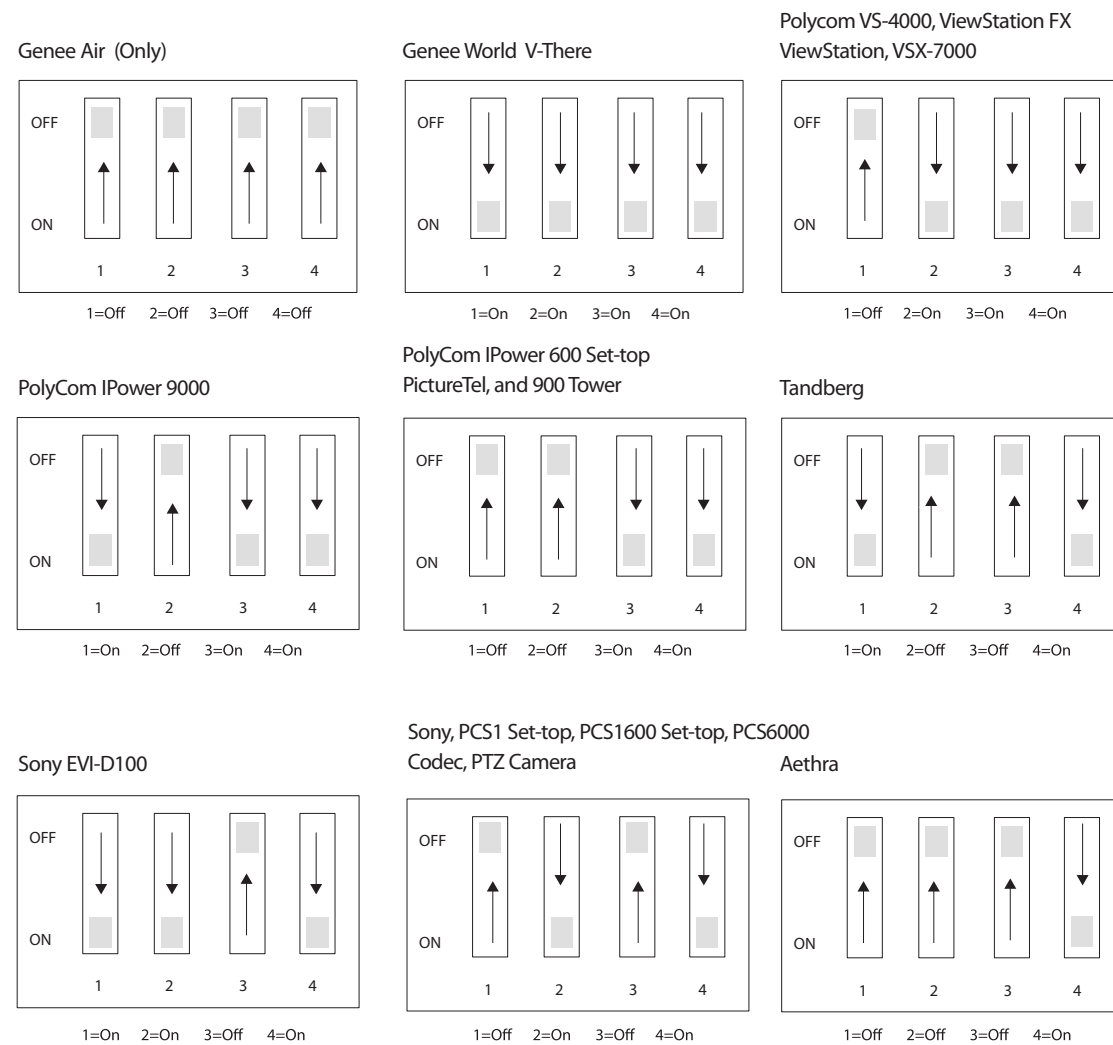 Genee Air (Only)
OFF
ON
1 2 3 4
1=Off 2=Off 3=Off 4=Off
Genee World V-There
OFF
ON
1 2 3 4
1=On 2=On 3=On 4=On
Polycom VS-4000, ViewStation FX
ViewStation, VSX-7000
OFF
ON
1 2 3 4
1=Off 2=On 3=On 4=On
PolyCom IPower 9000
OFF
ON
1 2 3 4
1=On 2=Off 3=On 4=On
PolyCom IPower 600 Set-top
PictureTel, and 900 Tower
OFF
ON
1 2 3 4
1=Off 2=Off 3=On 4=On
Tandberg
OFF
ON
1 2 3 4
1=On 2=Off 3=Off 4=On
Sony EVI-D100
OFF
ON
1 2 3 4
1=On 2=On 3=Off 4=On
Sony, PCS1 Set-top, PCS1600 Set-top, PCS6000
Codec, PTZ Camera
OFF
ON
1 2 3 4
1=Off 2=On 3=Off 4=On
Aethra
OFF
ON
1 2 3 4
1=Off 2=Off 3=Off 4=On